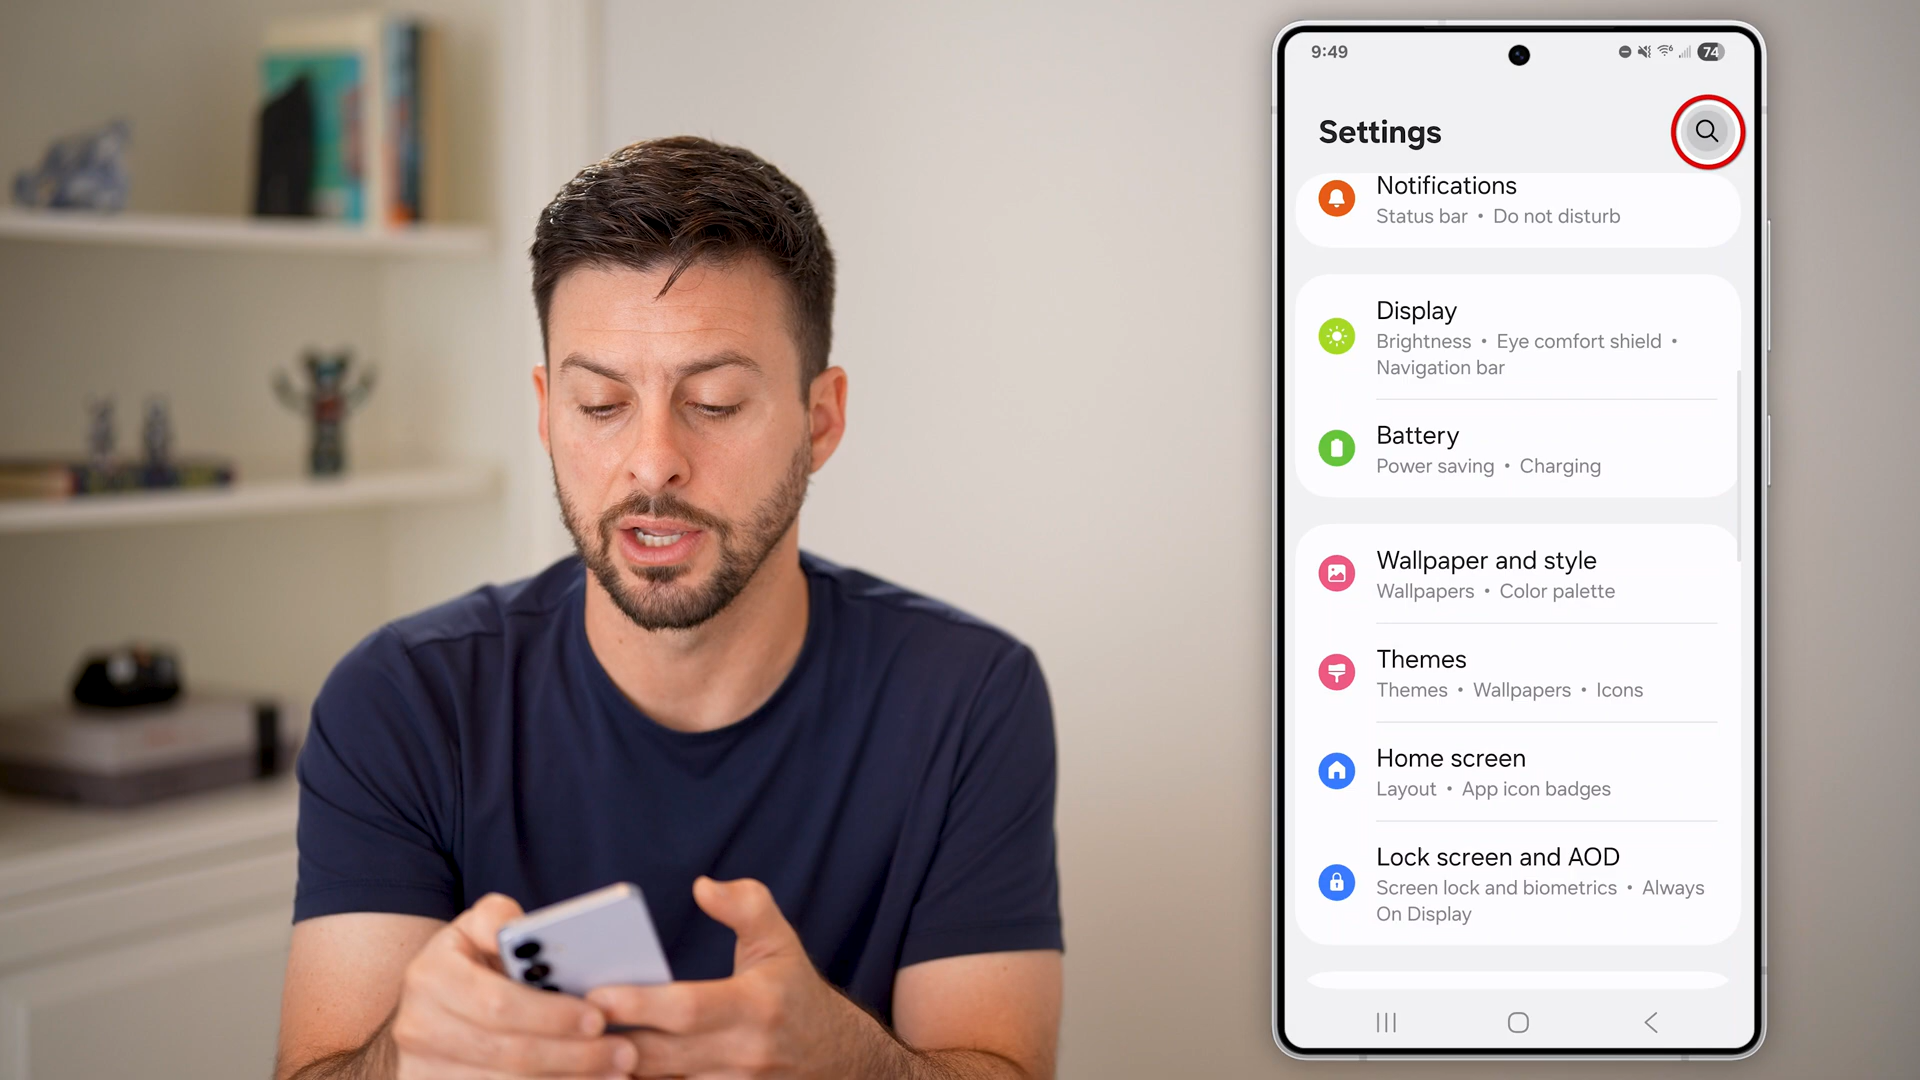 9:49
74
Settings
Notifications
Status bar • Do not disturb
Display
Brightness • Eye comfort shield •
Navigation bar
Battery
Power saving • Charging
Wallpaper and style
Wallpapers • Color palette
Themes
Themes • Wallpapers • Icons
Home screen
Layout • App icon badges
Lock screen and AOD
Screen lock and biometrics • Always
On Display